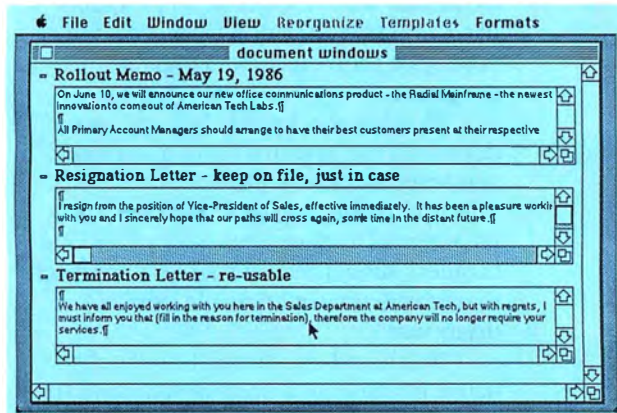 File Edit Window View Reorganize Templates Formats
document windows
Rollout Memo - May 19, 1986
On June 10, we will announce our new office communications product - the Radial Mainframe - the newest
innovation to come out of American Tech Labs.¶
¶
All Primary Account Managers should arrange to have their best customers present at their respective
Resignation Letter - keep on file, just in case
¶
I resign from the position of Vice-President of Sales, effective immediately. It has been a pleasure workin
with you and I sincerely hope that our paths will cross again, some time in the distant future.¶
¶
Termination Letter - re-usable
¶
We have all enjoyed working with you here in the Sales Department at American Tech, but with regrets, I
must inform you that (fill in the reason for termination), therefore the company will no longer require your
services.¶